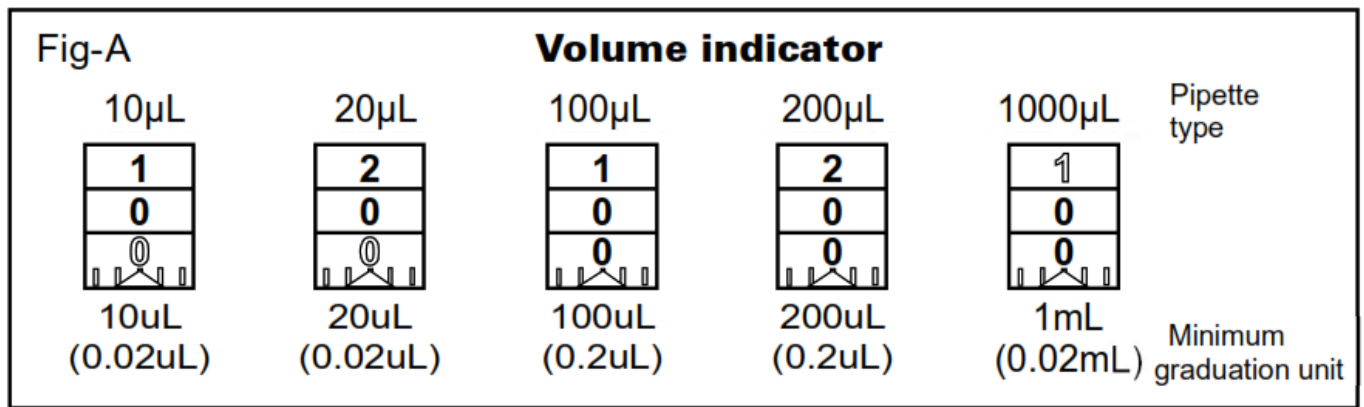 Fig-A Volume indicator
10µL 20µL 100µL 200µL 1000µL Pipette
type
1 2 1 2 1
0 0 0 0 0
0 0 0 0 0
10uL 20uL 100uL 200uL 1mL Minimum
(0.02uL) (0.02uL) (0.2uL) (0.2uL) (0.02mL) graduation unit